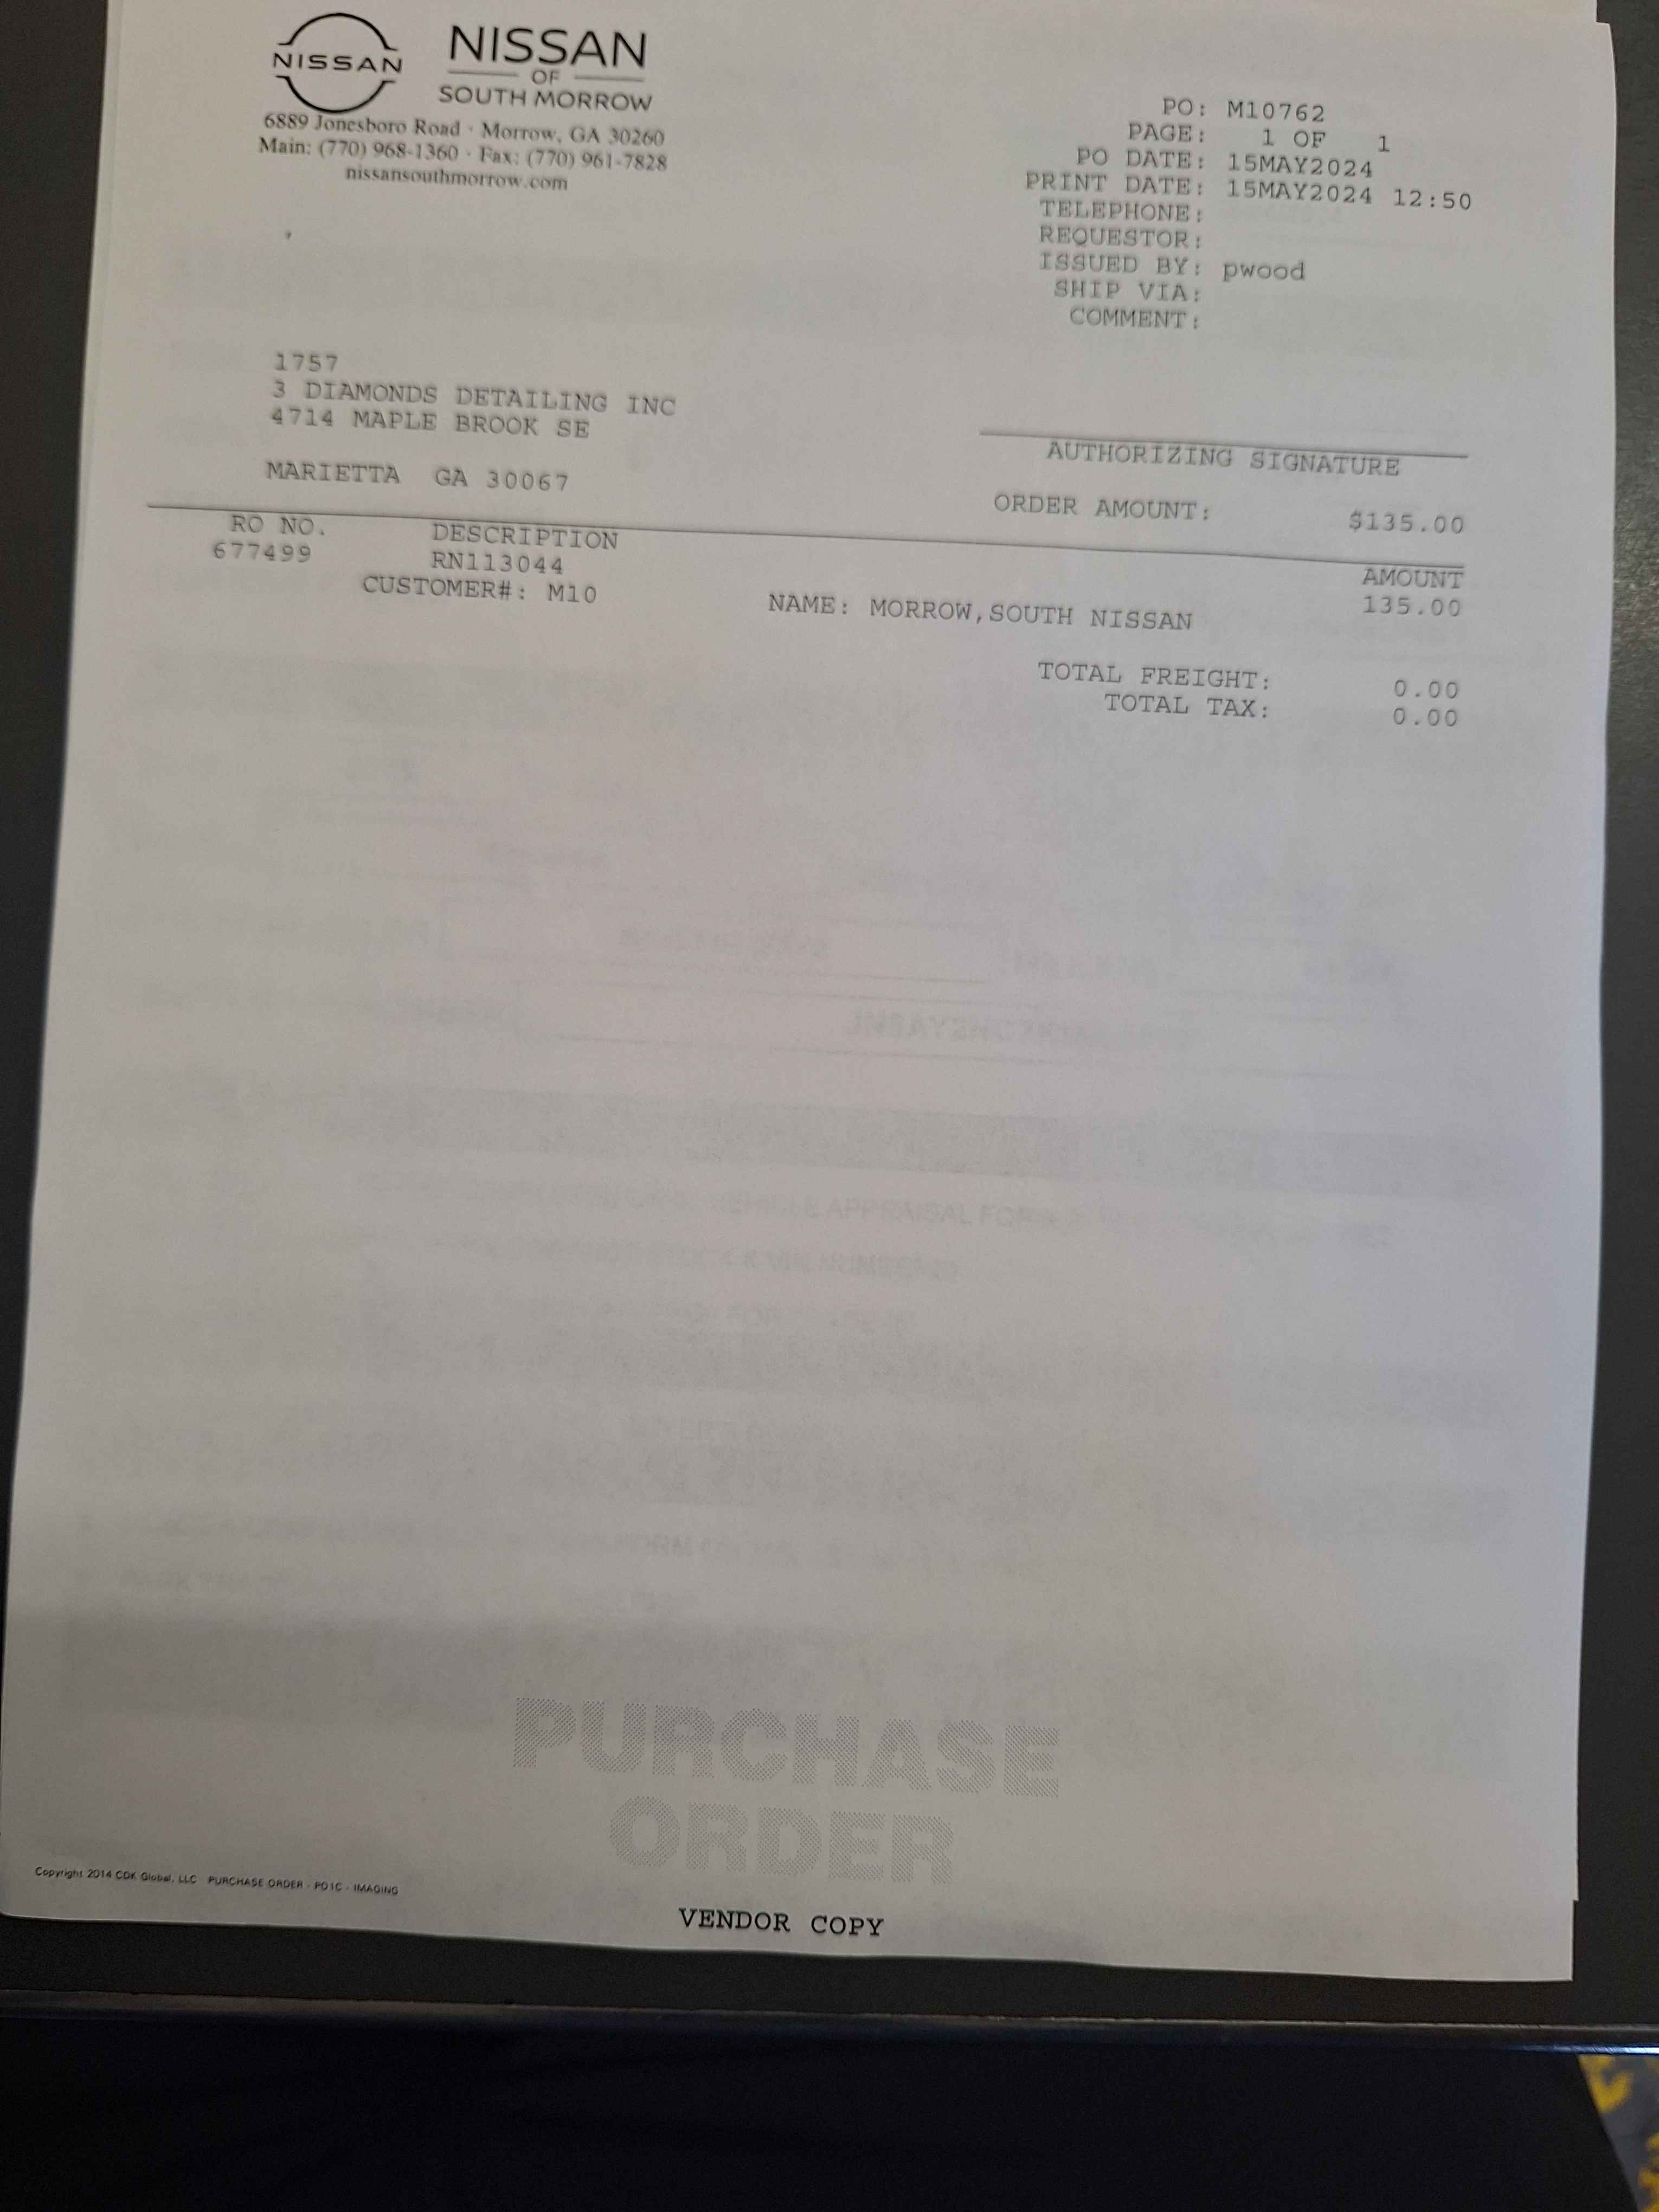 NISSAN
NISSAN
OF
SOUTH MORROW
6889 Jonesboro Road · Morrow, GA 30260
Main: (770) 968-1360 · Fax: (770) 961-7828
nissansouthmorrow.com
PO: M10762
PAGE: 1 OF 1
PO DATE: 15MAY2024
PRINT DATE: 15MAY2024 12:50
TELEPHONE:
REQUESTOR:
ISSUED BY: pwood
SHIP VIA:
COMMENT:
1757
3 DIAMONDS DETAILING INC
4714 MAPLE BROOK SE
MARIETTA GA 30067
AUTHORIZING SIGNATURE
ORDER AMOUNT: $135.00
RO NO. DESCRIPTION AMOUNT
677499 RN113044 135.00
CUSTOMER#: M10 NAME: MORROW,SOUTH NISSAN
TOTAL FREIGHT: 0.00
TOTAL TAX: 0.00
PURCHASE
ORDER
Copyright 2014 CDK Global, LLC PURCHASE ORDER - PD1C - IMAGING
VENDOR COPY